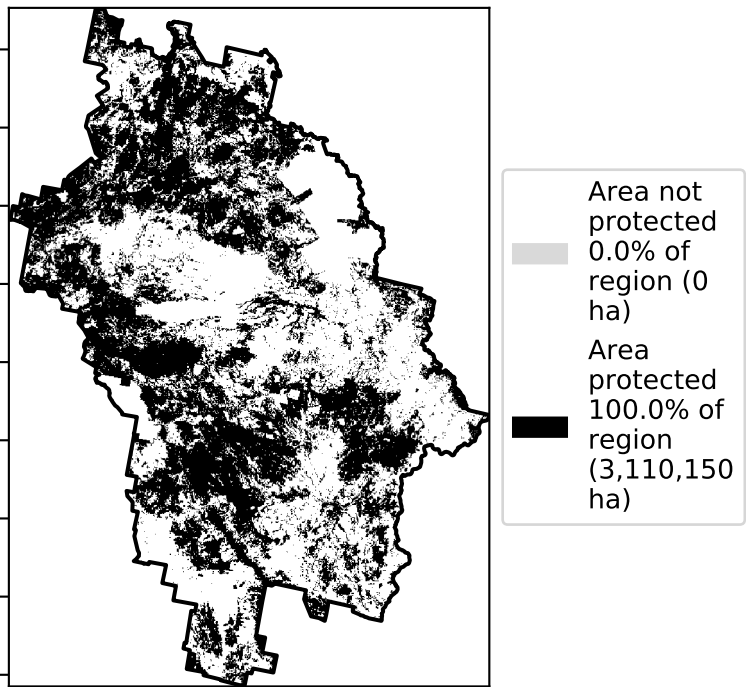 Area not
protected
0.0% of
region (0
ha)
Area
protected
100.0% of
region
(3,110,150
ha)